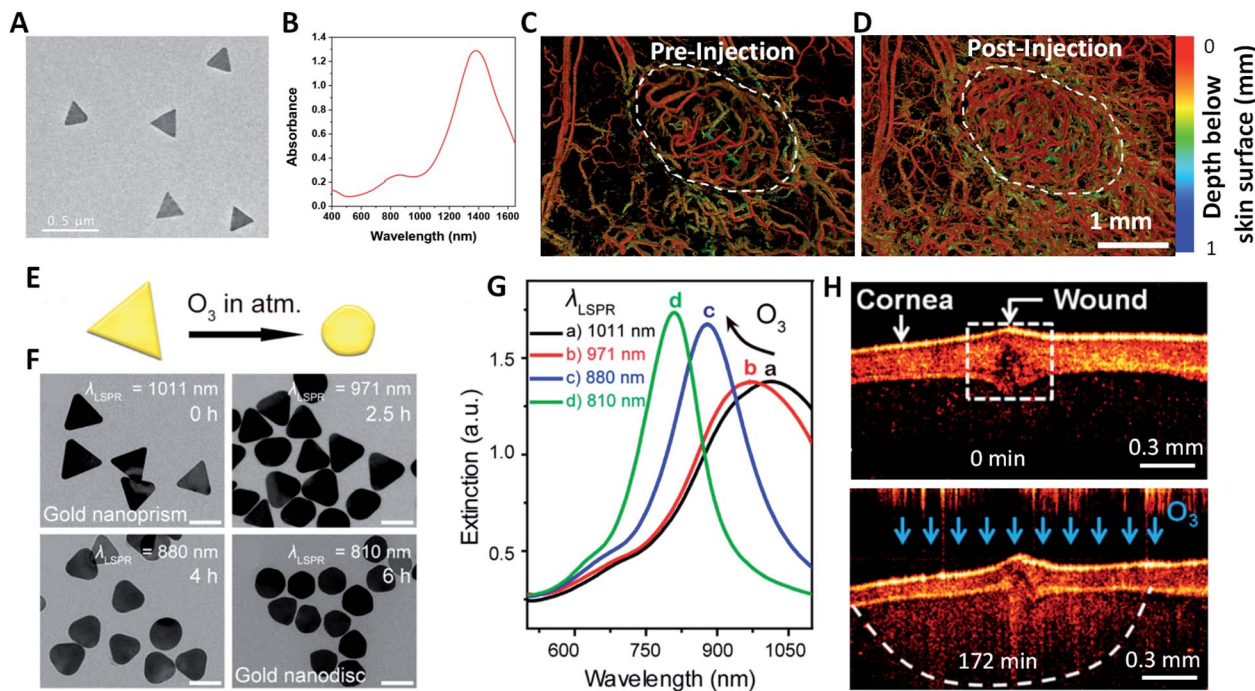 A
0. 5 μm
B
Absorbance
1.4
1.2
1.0
0.8
0.6
0.4
0.2
0.0
400 600 800 1000 1200 1400 1600
Wavelength (nm)
C
Pre-Injection
D
Post-Injection
1 mm
0
1
Depth below
skin surface (mm)
E
O₃ in atm.
F
λLSPR = 1011 nm
0 h
Gold nanoprism
λLSPR = 971 nm
2.5 h
λLSPR = 880 nm
4 h
λLSPR = 810 nm
6 h
Gold nanodisc
G
Extinction (a.u.)
1.5
1.0
0.5
λLSPR
a) 1011 nm
b) 971 nm
c) 880 nm
d) 810 nm
d
c
b
a
O₃
600 750 900 1050
Wavelength (nm)
H
Cornea
Wound
0 min
0.3 mm
O₃
172 min
0.3 mm